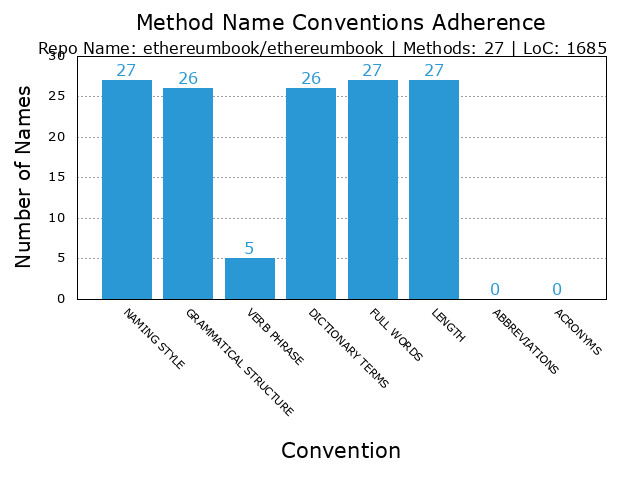 Method Name Conventions Adherence
Repo Name: ethereumbook/ethereumbook | Methods: 27 | LoC: 1685
Number of Names
30
25
20
15
10
5
0
27
26
5
26
27
27
0
0
NAMING STYLE
GRAMMATICAL STRUCTURE
VERB PHRASE
DICTIONARY TERMS
FULL WORDS
LENGTH
ABBREVIATIONS
ACRONYMS
Convention